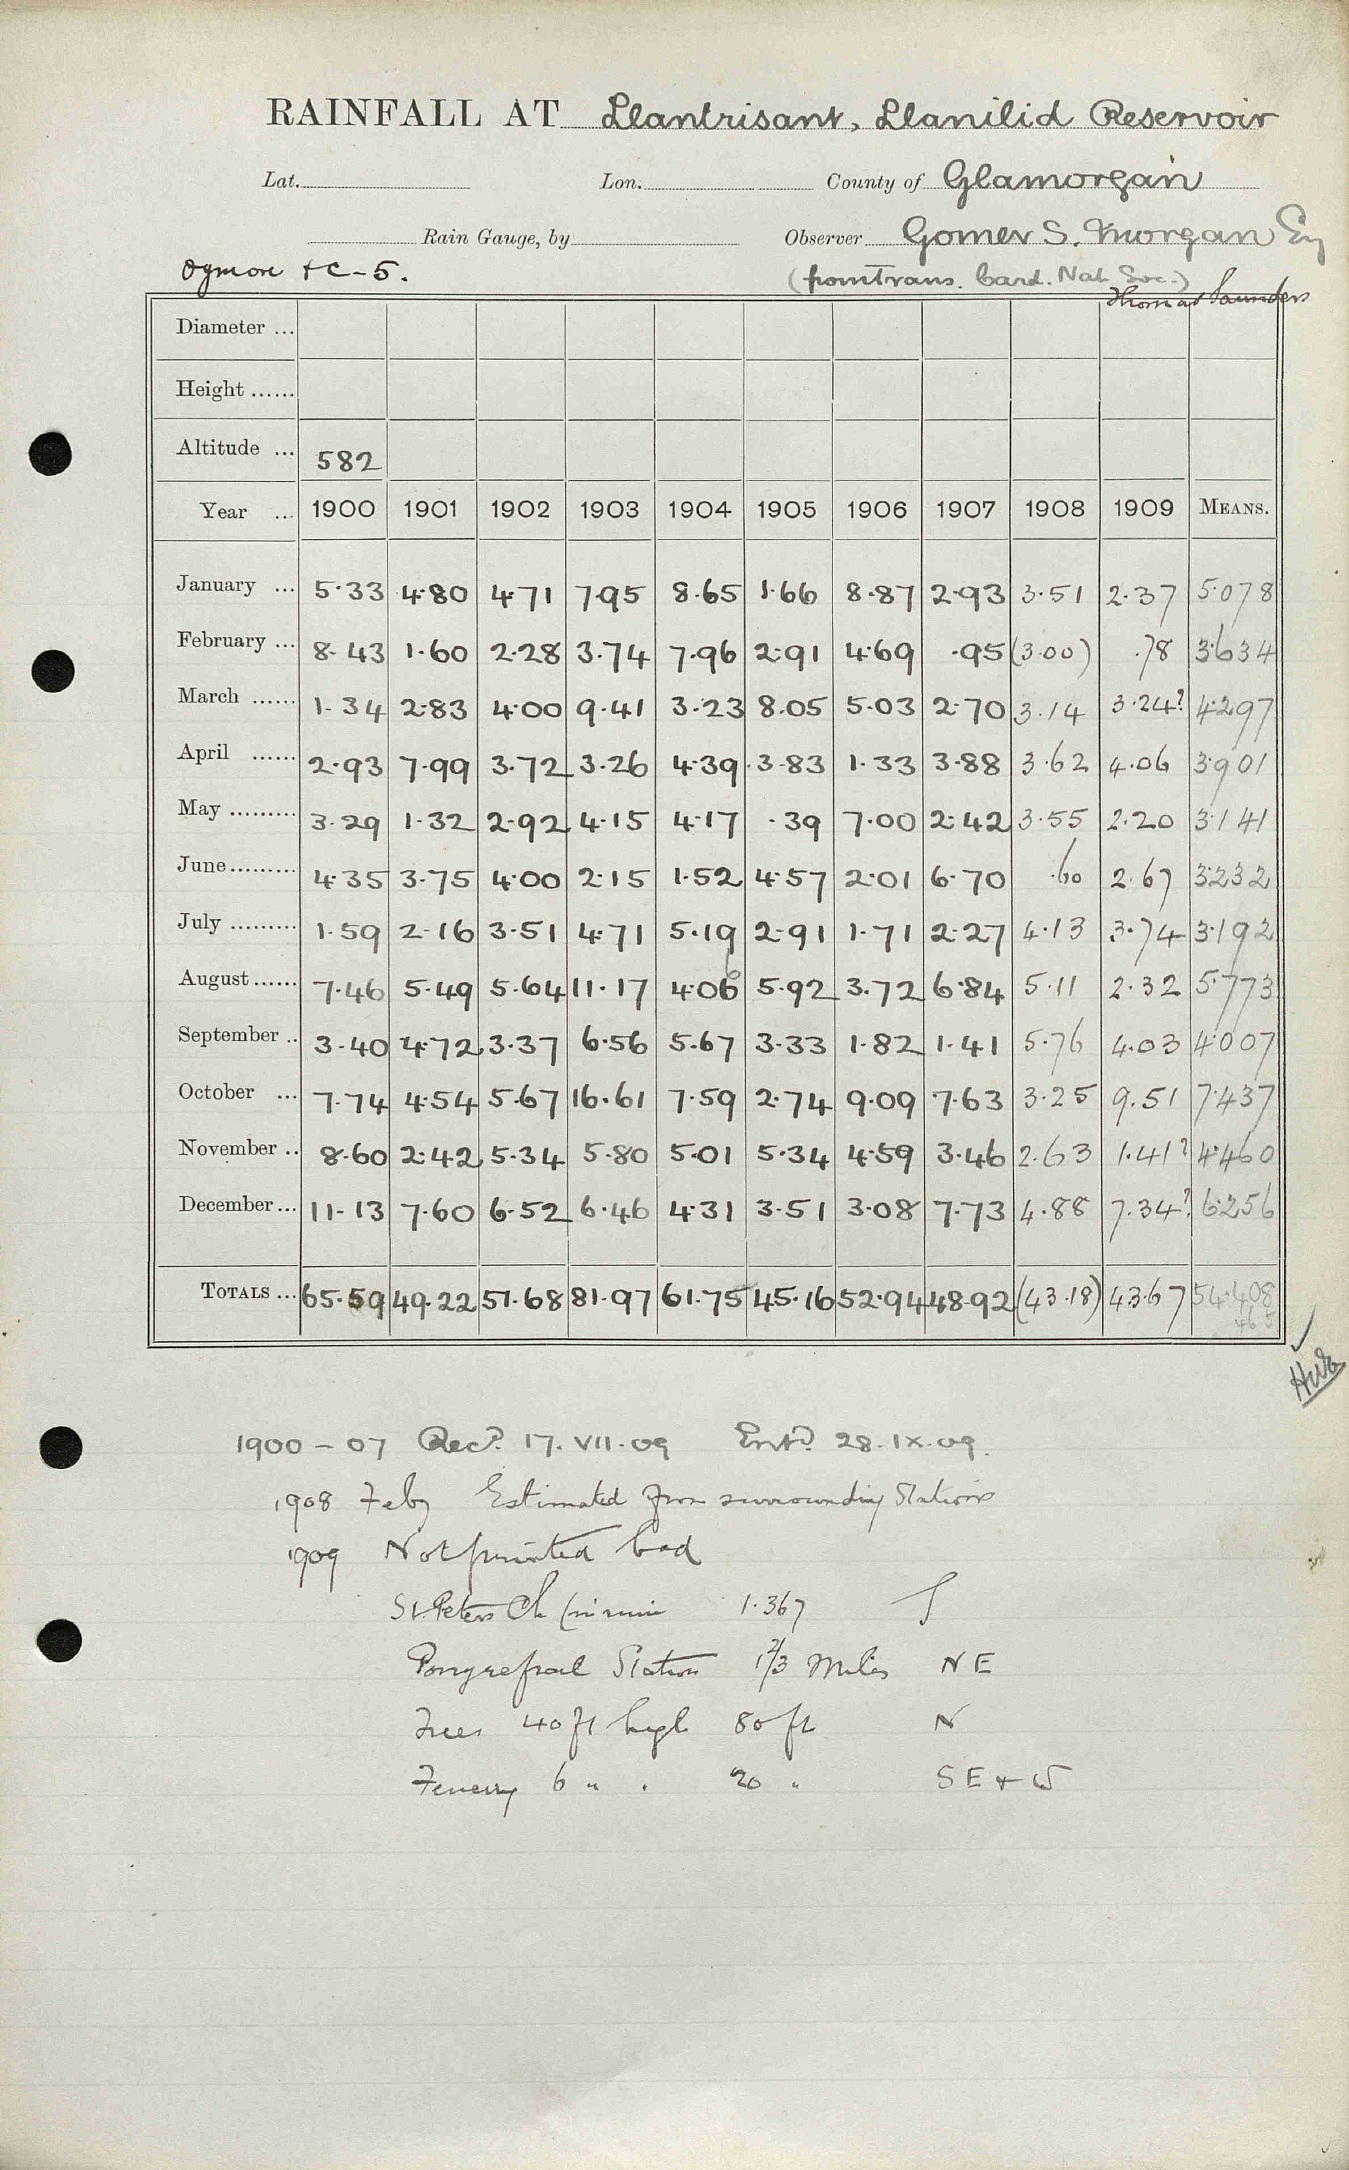 RAINFALL AT Llantrisant, Llanilid Reservoir
Lat. Lon. County of Glamorgan
Rain Gauge, by Observer Gomer S. Morgan Esq
Ogmore &c - 5. (from Trans. Card. Nat. Soc.)
Thomas Saunders
Diameter ...
Height ......
Altitude ... 582
Year ... 1900 1901 1902 1903 1904 1905 1906 1907 1908 1909 MEANS.
January ... 5.33 4.80 4.71 7.95 8.65 1.66 8.87 2.93 3.51 2.37 5.078
February ... 8.43 1.60 2.28 3.74 7.96 2.91 4.69 .95 (3.00) .78 3.634
March ...... 1.34 2.83 4.00 9.41 3.23 8.05 5.03 2.70 3.14 3.24? 4.297
April ...... 2.93 7.99 3.72 3.26 4.39 3.83 1.33 3.88 3.62 4.06 3.901
May ......... 3.29 1.32 2.92 4.15 4.17 .39 7.00 2.42 3.55 2.20 3.141
June......... 4.35 3.75 4.00 2.15 1.52 4.57 2.01 6.70 .60 2.67 3.232
July ......... 1.59 2.16 3.51 4.71 5.19 2.91 1.71 2.27 4.13 3.74 3.192
August...... 7.46 5.49 5.64 11.17 4.06 5.92 3.72 6.84 5.11 2.32 5.773
September .. 3.40 4.72 3.37 6.56 5.67 3.33 1.82 1.41 5.76 4.03 4.007
October ... 7.74 4.54 5.67 16.61 7.59 2.74 9.09 7.63 3.25 9.51 7.437
November .. 8.60 2.42 5.34 5.80 5.01 5.34 4.59 3.46 2.63 1.41? 4.460
December... 11.13 7.60 6.52 6.46 4.31 3.51 3.08 7.73 4.88 7.34? 6.256
TOTALS ... 65.59 49.22 51.68 81.97 61.75 45.16 52.94 48.92 (43.18) 43.67 54.408
46 5
1900 - 07 Recd. 17.VII.09 Entd. 28.IX.09.
1908 Feby Estimated from surrounding Stations
1909 Not printed bad
St. Peters Ch (in ruin 1.367 S
Station 1 2/3 Miles NE
Trees 40 ft high 80 ft N
6 " " 20 " SE + W